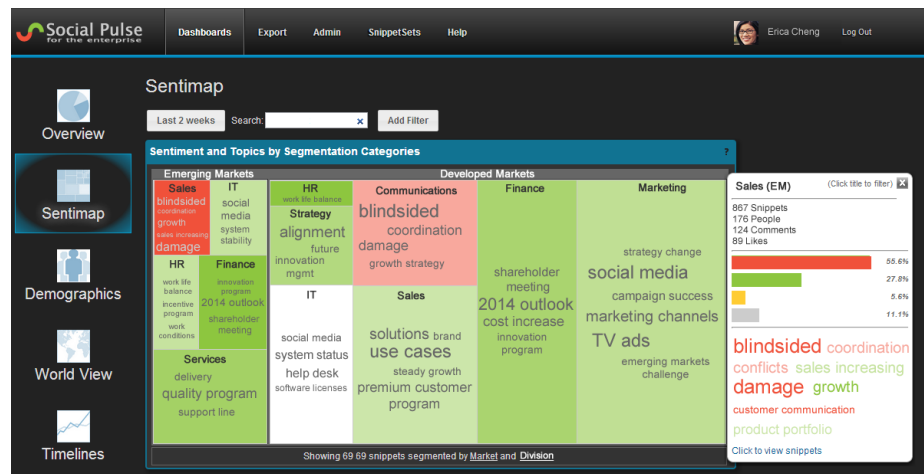 Social Pulse
for the enterprise
Dashboards
Export
Admin
SnippetSets
Help
Erica Cheng
Log Out
Overview
Sentimap
Demographics
World View
Timelines
Sentimap
Last 2 weeks
Search:
x
Add Filter
Sentiment and Topics by Segmentation Categories
?
Emerging Markets
Developed Markets
Sales
blindsided
coordination
growth
sales increasing
damage
IT
social
media
system
stability
HR
work life
balance
incentive
program
work
conditions
Finance
innovation
program
2014 outlook
shareholder
meeting
Services
delivery
quality program
support line
HR
work life balance
Strategy
alignment
future
innovation
mgmt
IT
social media
system status
help desk
software licenses
Communications
blindsided
coordination
damage
growth strategy
Sales
solutions brand
use cases
steady growth
premium customer
program
Finance
shareholder
meeting
2014 outlook
cost increase
innovation
program
Marketing
strategy change
social media
campaign success
marketing channels
TV ads
emerging markets
challenge
Showing 69 69 snippets segmented by Market and Division
Sales (EM)
(Click title to filter)
X
867 Snippets
176 People
124 Comments
89 Likes
55.6%
27.8%
5.6%
11.1%
blindsided coordination
conflicts sales increasing
damage growth
customer communication
product portfolio
Click to view snippets